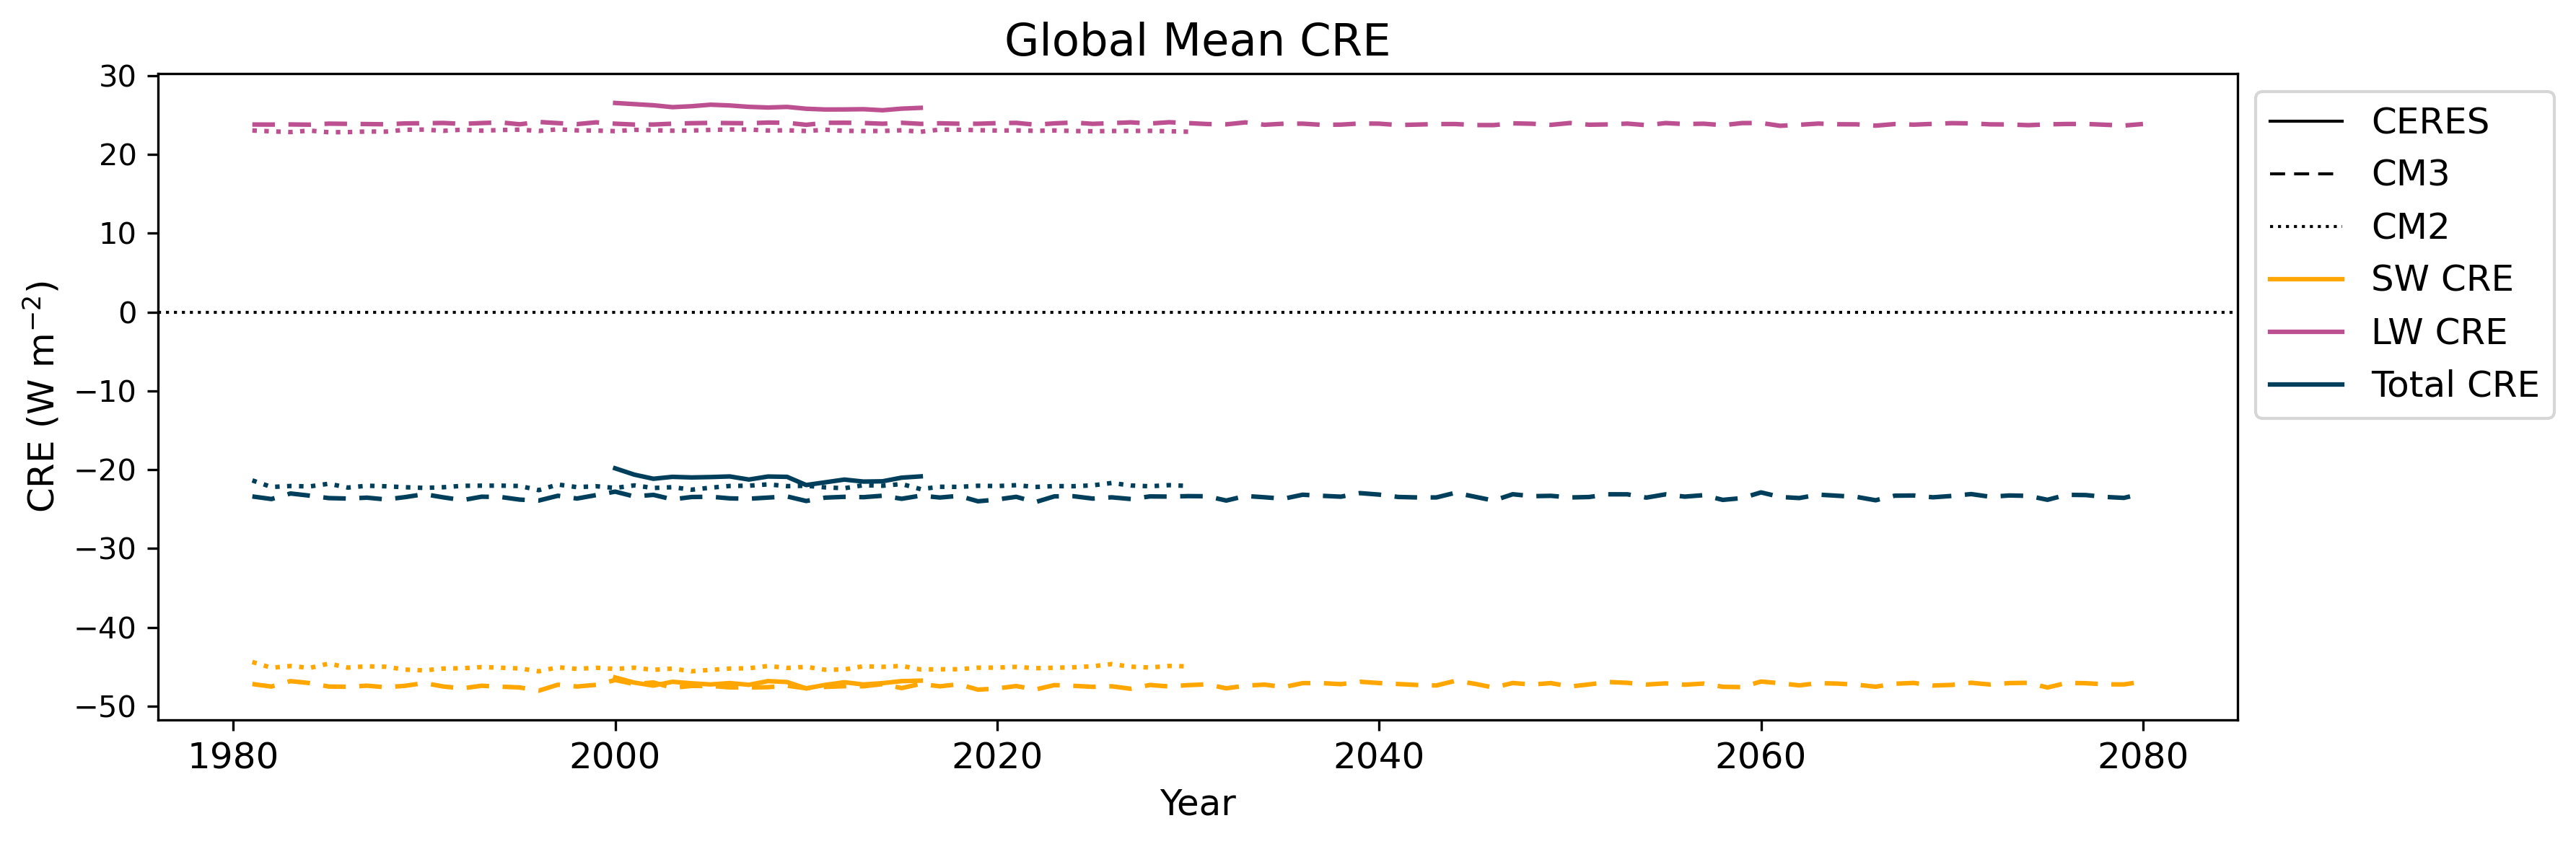 Global Mean CRE
30
20
10
0
−10
−20
−30
−40
−50
CRE (W m⁻²)
1980 2000 2020 2040 2060 2080
Year
CERES
CM3
CM2
SW CRE
LW CRE
Total CRE